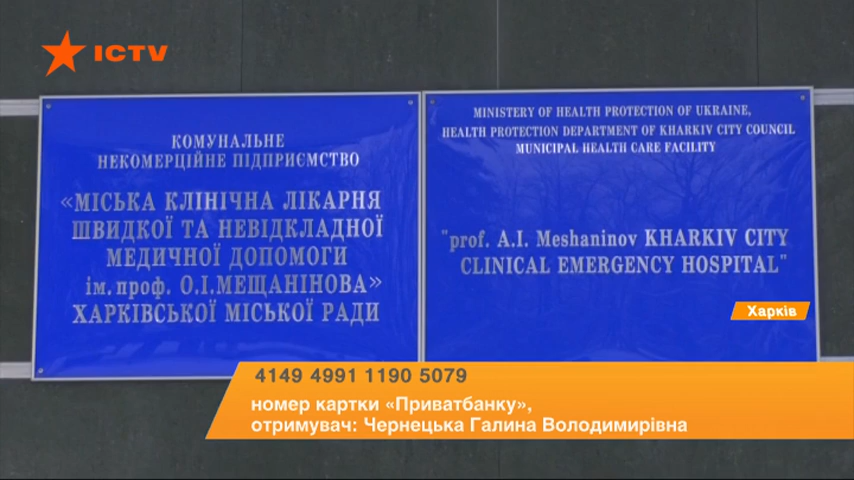 ICTV
КОМУНАЛЬНЕ
НЕКОМЕРЦІЙНЕ ПІДПРИЄМСТВО
«МІСЬКА КЛІНІЧНА ЛІКАРНЯ
ШВИДКОЇ ТА НЕВІДКЛАДНОЇ
МЕДИЧНОЇ ДОПОМОГИ
ім. проф. О.І.МЕЩАНІНОВА»
ХАРКІВСЬКОЇ МІСЬКОЇ РАДИ
MINISTRY OF HEALTH PROTECTION OF UKRAINE,
HEALTH PROTECTION DEPARTMENT OF KHARKIV CITY COUNCIL
MUNICIPAL HEALTH CARE FACILITY
"prof. A.I. Meshaninov KHARKIV CITY
CLINICAL EMERGENCY HOSPITAL"
Харків
4149 4991 1190 5079
номер картки «Приватбанку»,
отримувач: Чернецька Галина Володимирівна